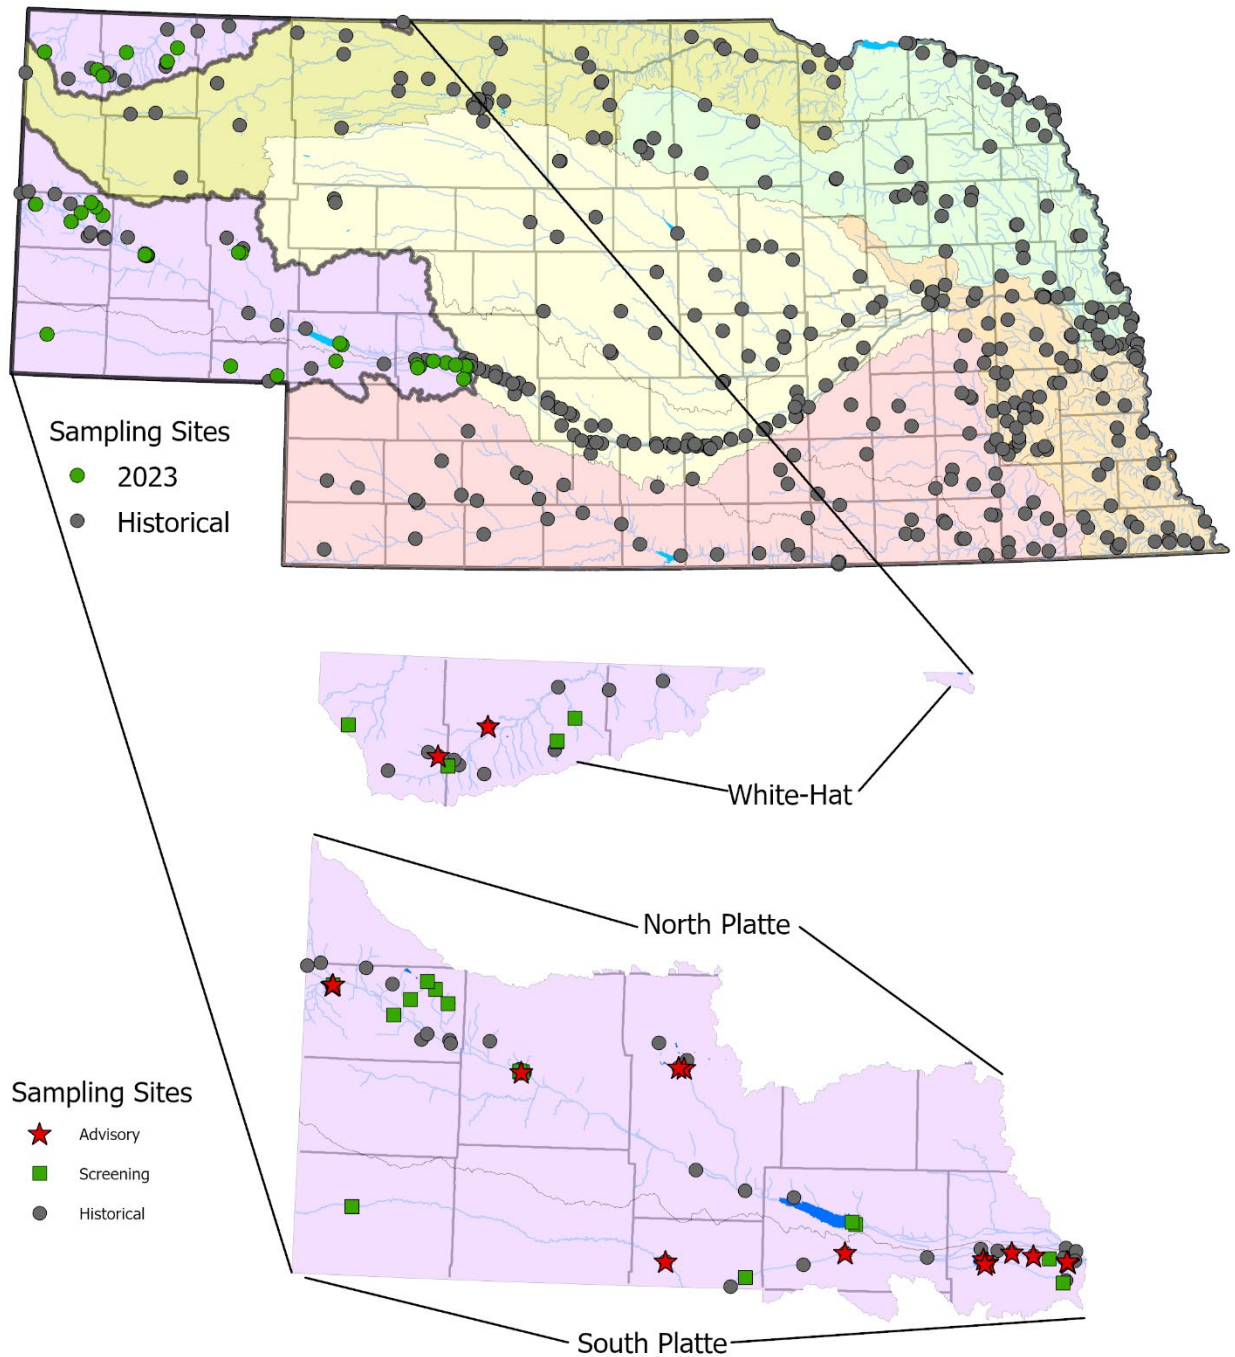 Sampling Sites
2023
Historical
White-Hat
North Platte
Sampling Sites
Advisory
Screening
Historical
South Platte